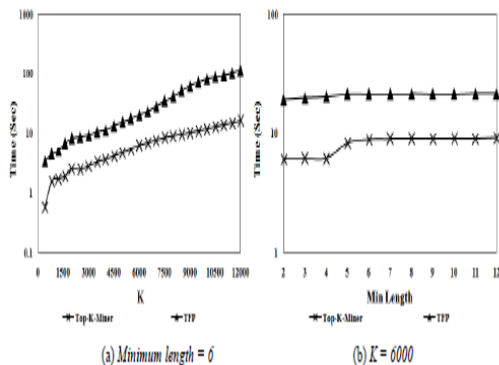 1000
100
10
1
0.1
Time (Sec)
0 1500 3000 4500 6000 7500 9000 10500 12000
K
Top-K-Miner TFP
(a) Minimum length = 6
100
10
1
Time (Sec)
2 3 4 5 6 7 8 9 10 11 12
Min Length
Top-K-Miner TFP
(b) K = 6000